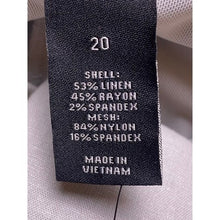 20
SHELL:
53% LINEN
45% RAYON
2% SPANDEX
MESH:
84% NYLON
16% SPANDEX
MADE IN
VIETNAM